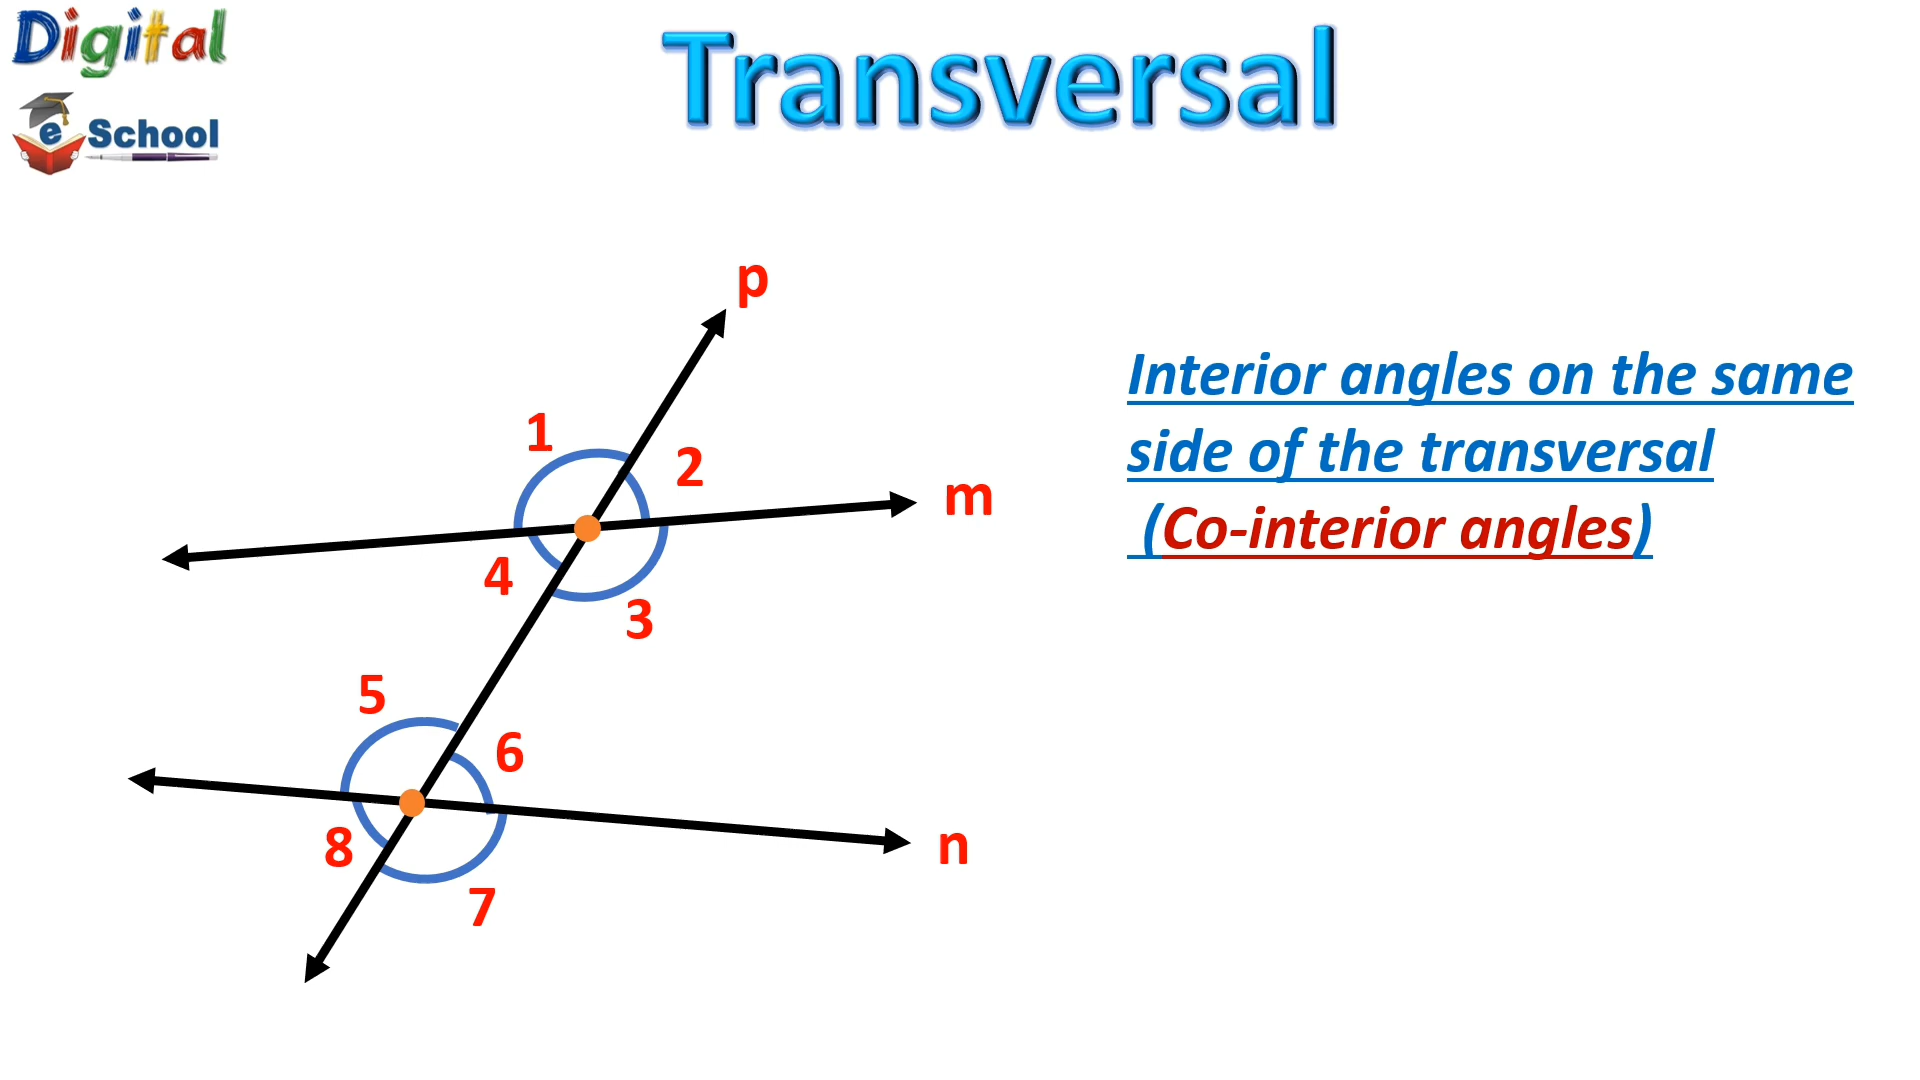 Digital
e School
Transversal
p
Interior angles on the same
side of the transversal
(Co-interior angles)
1
2
m
4
3
5
6
n
8
7